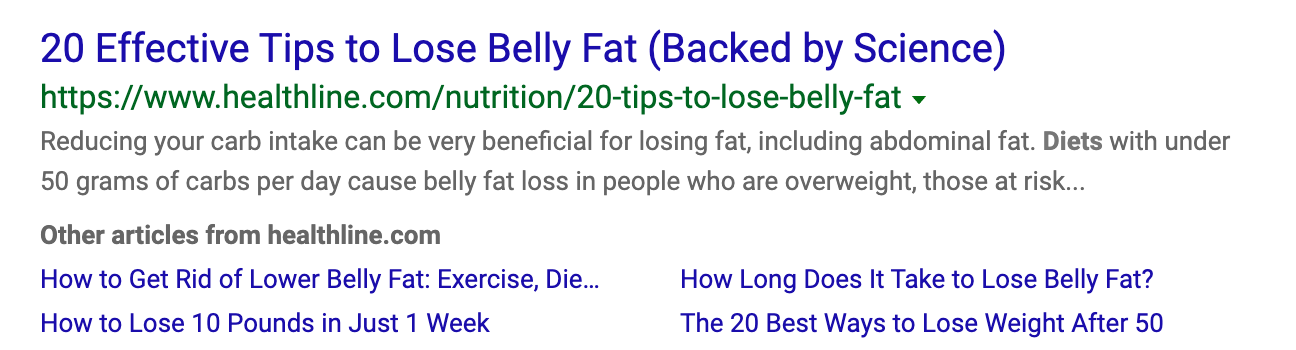 20 Effective Tips to Lose Belly Fat (Backed by Science)
https://www.healthline.com/nutrition/20-tips-to-lose-belly-fat
Reducing your carb intake can be very beneficial for losing fat, including abdominal fat. Diets with under
50 grams of carbs per day cause belly fat loss in people who are overweight, those at risk...
Other articles from healthline.com
How to Get Rid of Lower Belly Fat: Exercise, Die...
How Long Does It Take to Lose Belly Fat?
How to Lose 10 Pounds in Just 1 Week
The 20 Best Ways to Lose Weight After 50